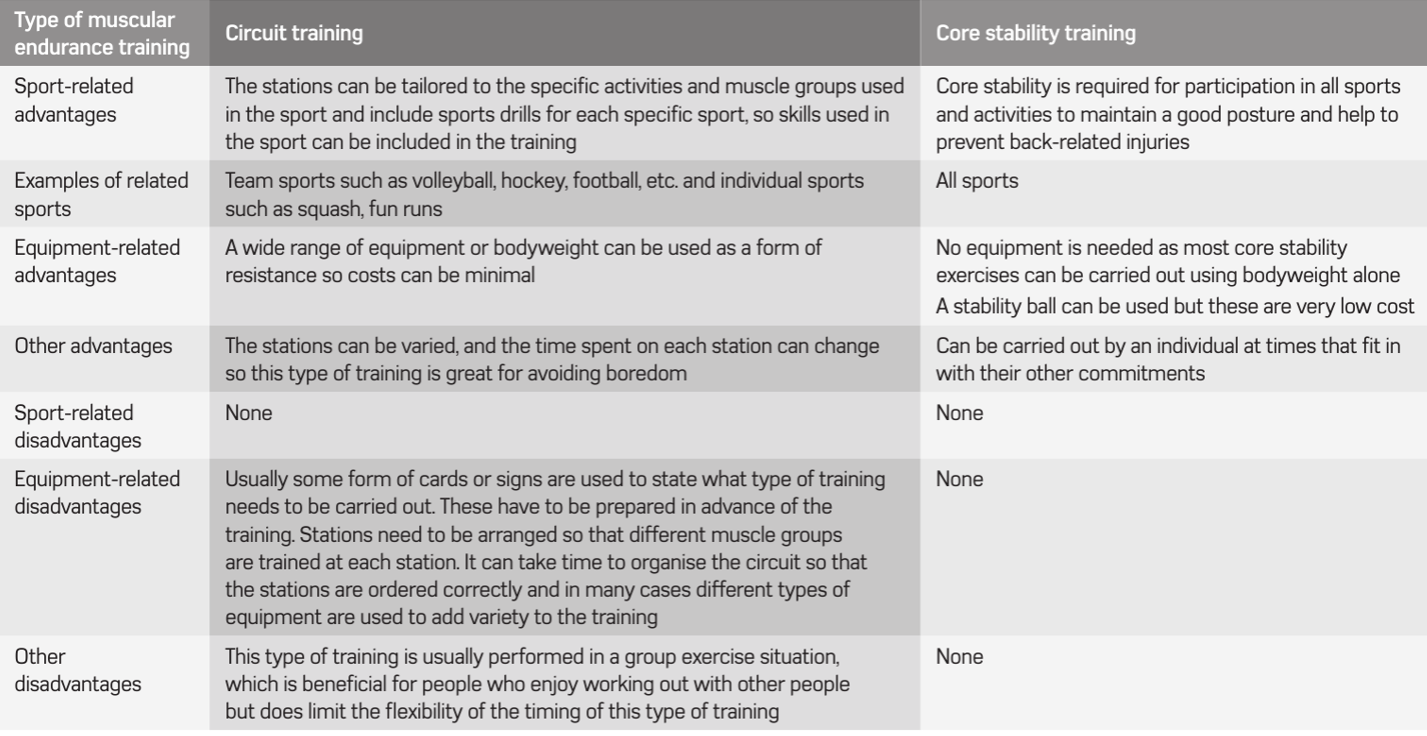 Type of muscular
endurance training
Circuit training
Core stability training
Sport-related
advantages
The stations can be tailored to the specific activities and muscle groups used
in the sport and include sports drills for each specific sport, so skills used in
the sport can be included in the training
Core stability is required for participation in all sports
and activities to maintain a good posture and help to
prevent back-related injuries
Examples of related
sports
Team sports such as volleyball, hockey, football, etc. and individual sports
such as squash, fun runs
All sports
Equipment-related
advantages
A wide range of equipment or bodyweight can be used as a form of
resistance so costs can be minimal
No equipment is needed as most core stability
exercises can be carried out using bodyweight alone
A stability ball can be used but these are very low cost
Other advantages
The stations can be varied, and the time spent on each station can change
so this type of training is great for avoiding boredom
Can be carried out by an individual at times that fit in
with their other commitments
Sport-related
disadvantages
None
None
Equipment-related
disadvantages
Usually some form of cards or signs are used to state what type of training
needs to be carried out. These have to be prepared in advance of the
training. Stations need to be arranged so that different muscle groups
are trained at each station. It can take time to organise the circuit so that
the stations are ordered correctly and in many cases different types of
equipment are used to add variety to the training
None
Other
disadvantages
This type of training is usually performed in a group exercise situation,
which is beneficial for people who enjoy working out with other people
but does limit the flexibility of the timing of this type of training
None